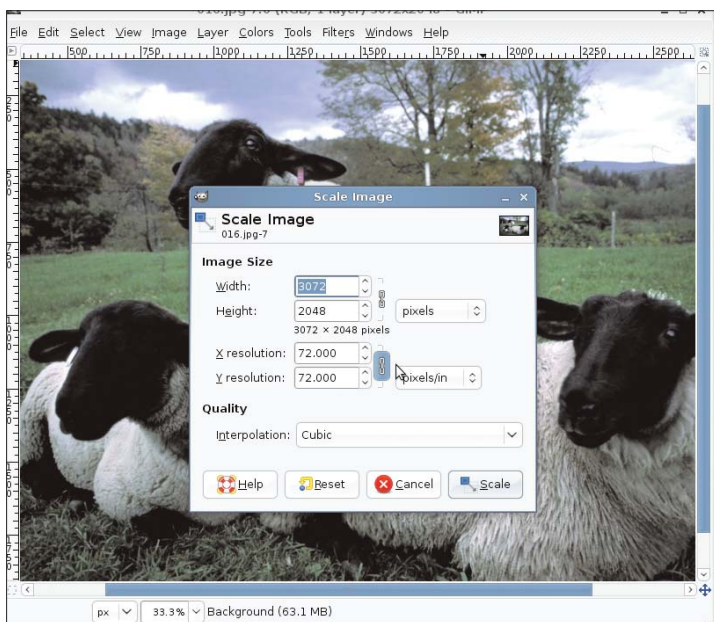 File Edit Select View Image Layer Colors Tools Filters Windows Help
500 750 1000 1250 1500 1750 2000 2250 2500
Scale Image
Scale Image
016.jpg-7
Image Size
Width: 3072
Height: 2048 pixels
3072 × 2048 pixels
X resolution: 72.000
Y resolution: 72.000 pixels/in
Quality
Interpolation: Cubic
Help Reset Cancel Scale
px 33.3% Background (63.1 MB)